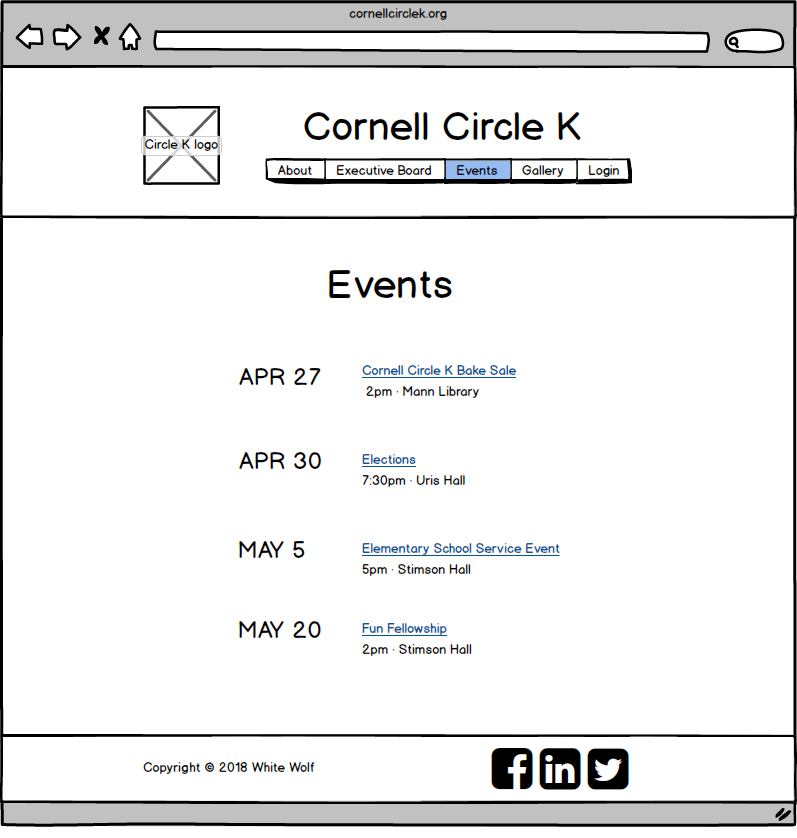 cornellcirclek.org
Circle K logo
Cornell Circle K
About Executive Board Events Gallery Login
Events
APR 27
Cornell Circle K Bake Sale
2pm · Mann Library
APR 30
Elections
7:30pm · Uris Hall
MAY 5
Elementary School Service Event
5pm · Stimson Hall
MAY 20
Fun Fellowship
2pm · Stimson Hall
Copyright © 2018 White Wolf
f in